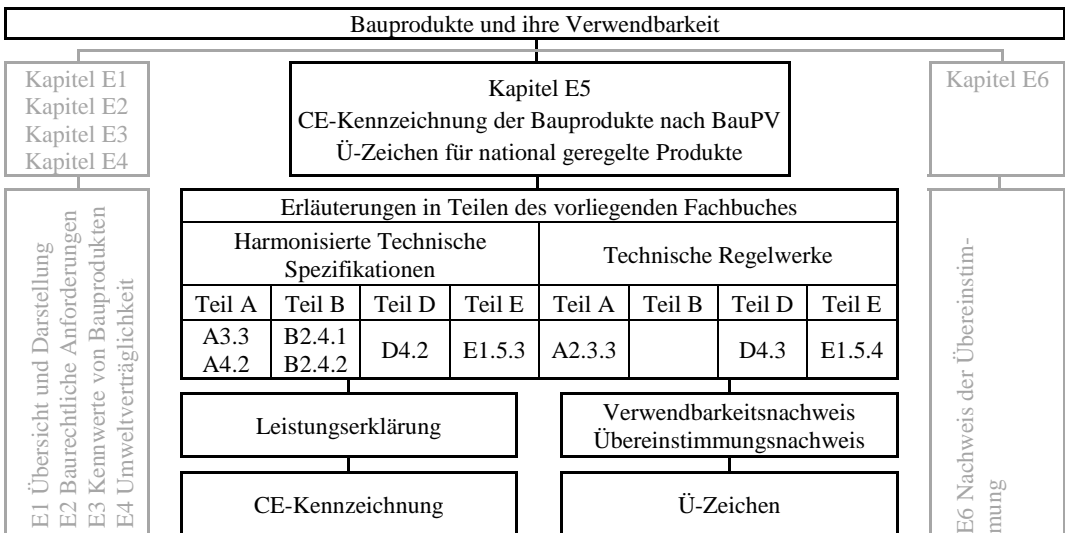 Bauprodukte und ihre Verwendbarkeit
Kapitel E1
Kapitel E2
Kapitel E3
Kapitel E4
Kapitel E5
CE-Kennzeichnung der Bauprodukte nach BauPV
Ü-Zeichen für national geregelte Produkte
Kapitel E6
E1 Übersicht und Darstellung
E2 Baurechtliche Anforderungen
E3 Kennwerte von Bauprodukten
E4 Umweltverträglichkeit
Erläuterungen in Teilen des vorliegenden Fachbuches
Harmonisierte Technische
Spezifikationen
Technische Regelwerke
Teil A Teil B Teil D Teil E Teil A Teil B Teil D Teil E
A3.3 B2.4.1
A4.2 B2.4.2
D4.2 E1.5.3 A2.3.3 D4.3 E1.5.4
Leistungserklärung
Verwendbarkeitsnachweis
Übereinstimmungsnachweis
CE-Kennzeichnung
Ü-Zeichen
E6 Nachweis der Übereinstim-
mung